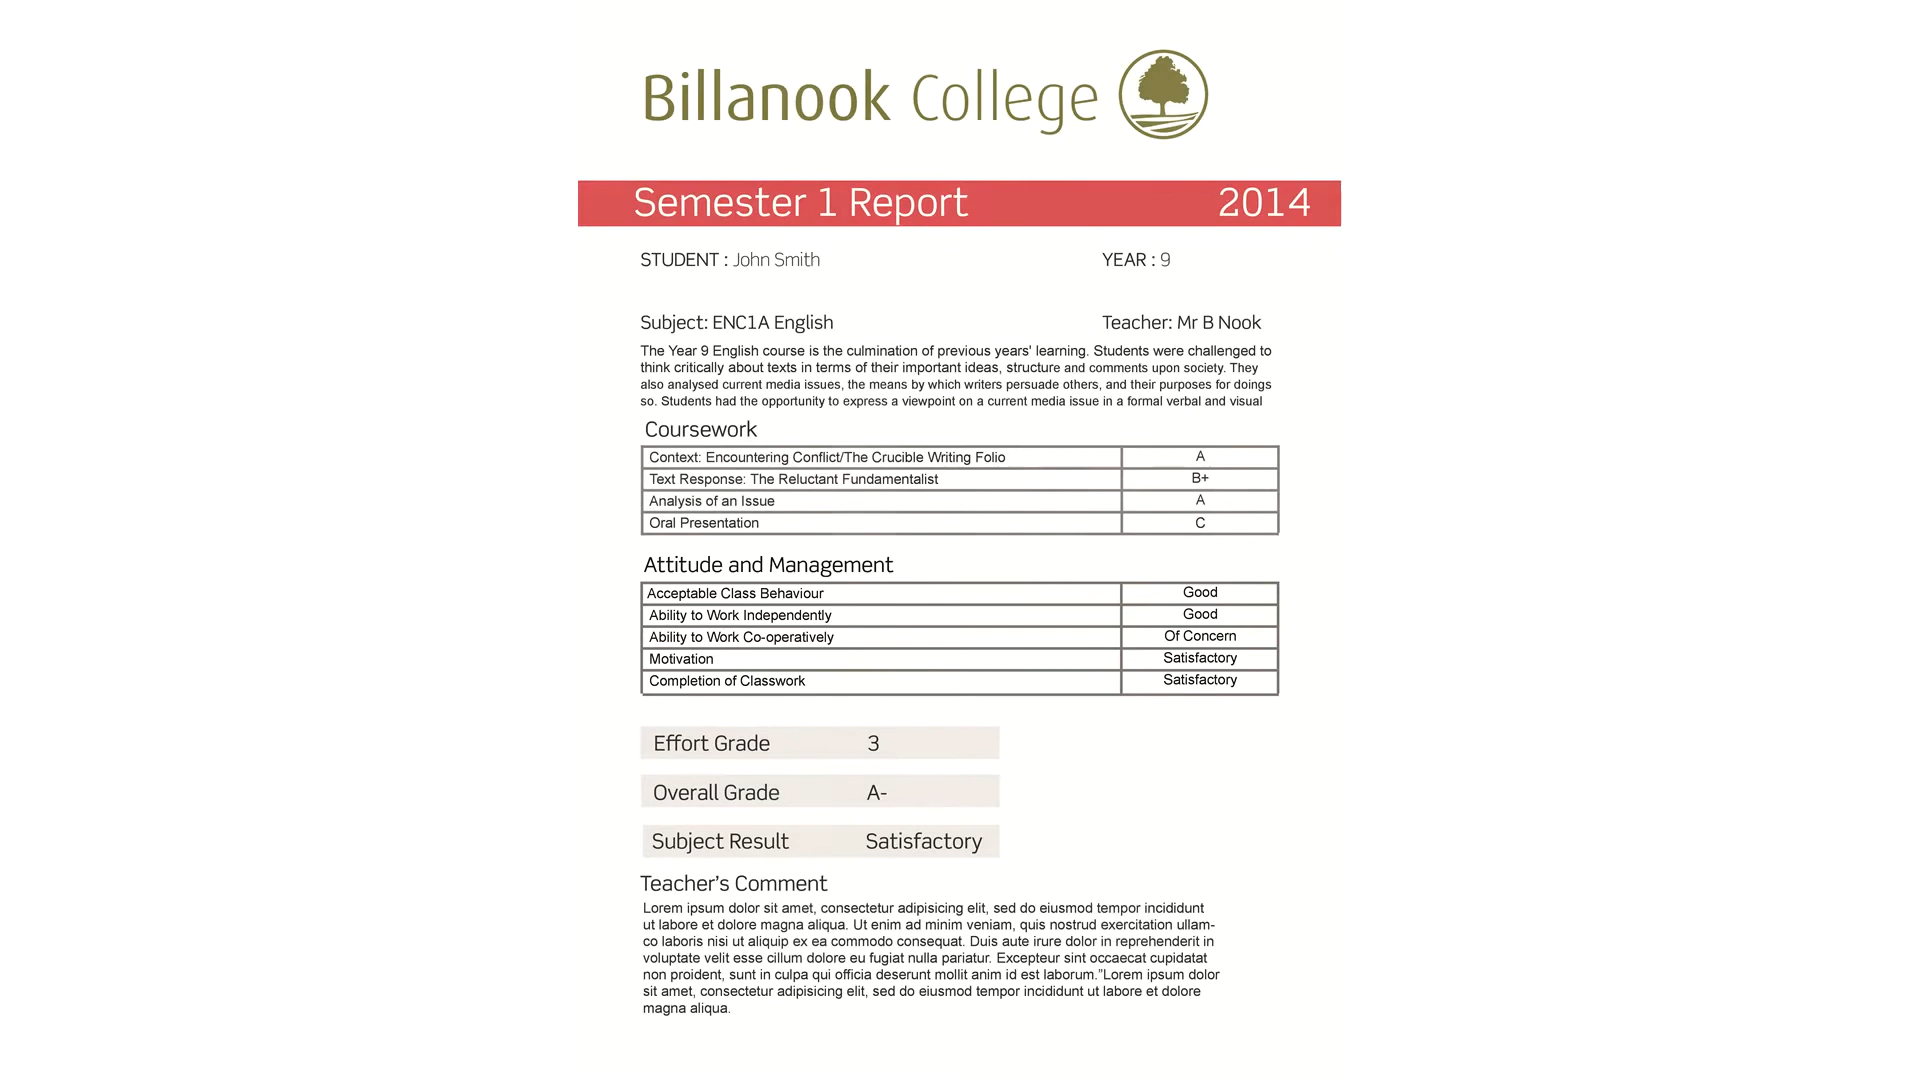 Billanook College
Semester 1 Report 2014
STUDENT : John Smith YEAR : 9
Subject: ENC1A English Teacher: Mr B Nook
The Year 9 English course is the culmination of previous years' learning. Students were challenged to
think critically about texts in terms of their important ideas, structure and comments upon society. They
also analysed current media issues, the means by which writers persuade others, and their purposes for doings
so. Students had the opportunity to express a viewpoint on a current media issue in a formal verbal and visual
Coursework
Context: Encountering Conflict/The Crucible Writing Folio A
Text Response: The Reluctant Fundamentalist B+
Analysis of an Issue A
Oral Presentation C
Attitude and Management
Acceptable Class Behaviour Good
Ability to Work Independently Good
Ability to Work Co-operatively Of Concern
Motivation Satisfactory
Completion of Classwork Satisfactory
Effort Grade 3
Overall Grade A-
Subject Result Satisfactory
Teacher’s Comment
Lorem ipsum dolor sit amet, consectetur adipisicing elit, sed do eiusmod tempor incididunt
ut labore et dolore magna aliqua. Ut enim ad minim veniam, quis nostrud exercitation ullam-
co laboris nisi ut aliquip ex ea commodo consequat. Duis aute irure dolor in reprehenderit in
voluptate velit esse cillum dolore eu fugiat nulla pariatur. Excepteur sint occaecat cupidatat
non proident, sunt in culpa qui officia deserunt mollit anim id est laborum.”Lorem ipsum dolor
sit amet, consectetur adipisicing elit, sed do eiusmod tempor incididunt ut labore et dolore
magna aliqua.